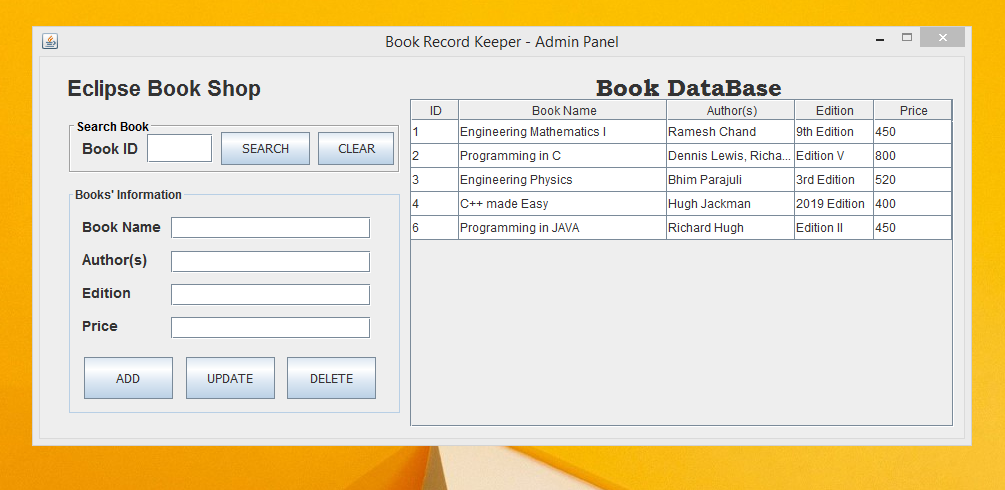 Book Record Keeper - Admin Panel
Eclipse Book Shop
Search Book
Book ID SEARCH CLEAR
Books' Information
Book Name
Author(s)
Edition
Price
ADD UPDATE DELETE
Book DataBase
ID Book Name Author(s) Edition Price
1 Engineering Mathematics I Ramesh Chand 9th Edition 450
2 Programming in C Dennis Lewis, Richa... Edition V 800
3 Engineering Physics Bhim Parajuli 3rd Edition 520
4 C++ made Easy Hugh Jackman 2019 Edition 400
6 Programming in JAVA Richard Hugh Edition II 450